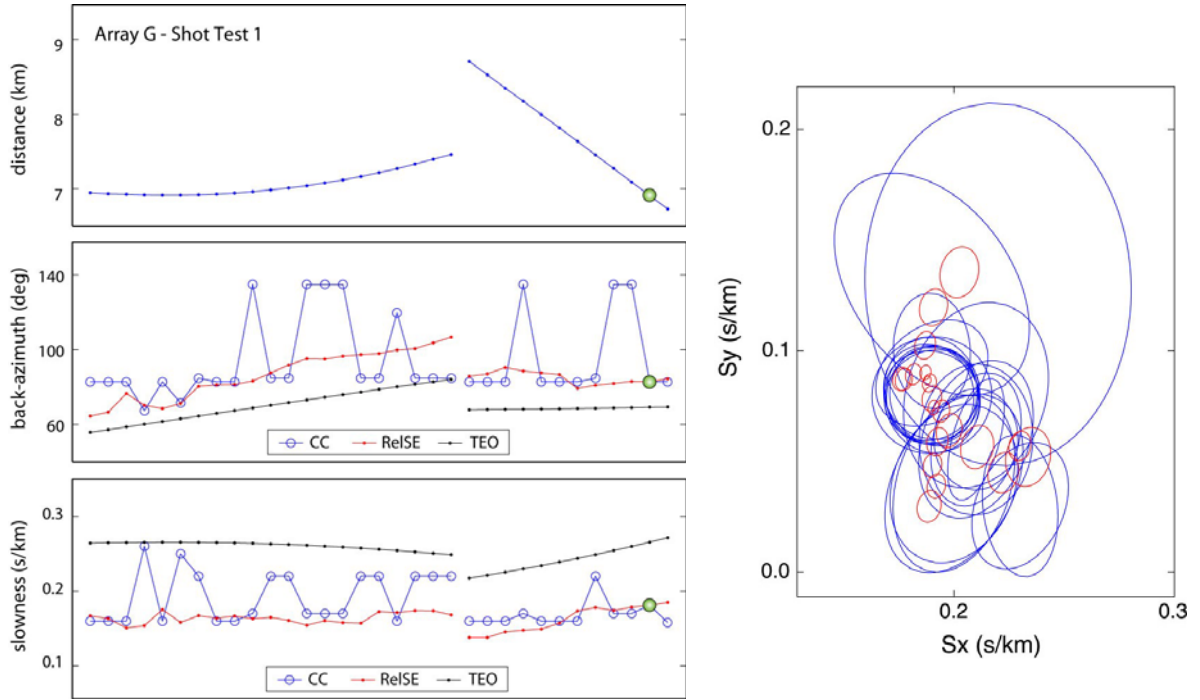 Array G - Shot Test 1
distance (km)
9
8
7
back-azimuth (deg)
140
100
60
CC
RelSE
TEO
slowness (s/km)
0.3
0.2
0.1
CC
RelSE
TEO
Sy (s/km)
0.2
0.1
0.0
0.2
0.3
Sx (s/km)